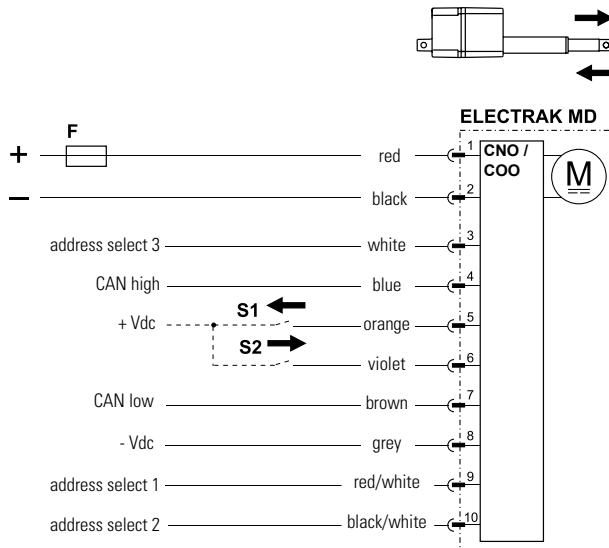 ELECTRAK MD
F
+ red 1 CNO /
COO
M
– black 2
address select 3 white 3
CAN high blue 4
S1
+ Vdc orange 5
S2
violet 6
CAN low brown 7
- Vdc grey 8
address select 1 red/white 9
address select 2 black/white 10